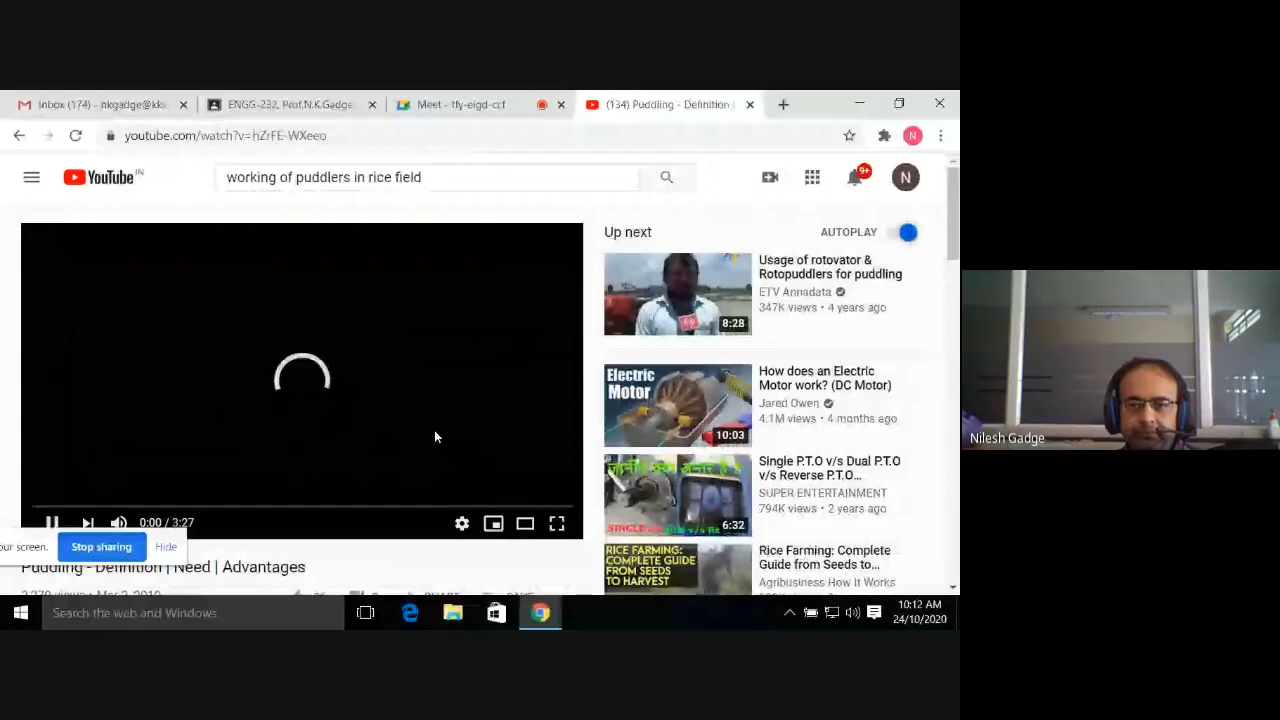 Inbox (174) - nkgadge@kkv
ENGG-232, Prof.N.K.Gadge
Meet - tfy-eigd-ccf
(134) Puddling - Definition |
youtube.com/watch?v=hZrFE-WXeeo
YouTube IN
working of puddlers in rice field
9+
N
Up next
AUTOPLAY
Usage of rotovator &
Rotopuddlers for puddling
ETV Annadata
347K views • 4 years ago
8:28
Electric
Motor
10:03
How does an Electric
Motor work? (DC Motor)
Jared Owen
4.1M views • 4 months ago
Single P.T.O v/s Dual P.T.O
v/s Reverse P.T.O...
SUPER ENTERTAINMENT
794K views • 2 years ago
6:32
RICE FARMING:
COMPLETE GUIDE
FROM SEEDS
TO HARVEST
Rice Farming: Complete
Guide from Seeds to...
Agribusiness How It Works
0:00 / 3:27
our screen.
Stop sharing
Hide
Puddling - Definition | Need | Advantages
Search the web and Windows
10:12 AM
24/10/2020
Nilesh Gadge